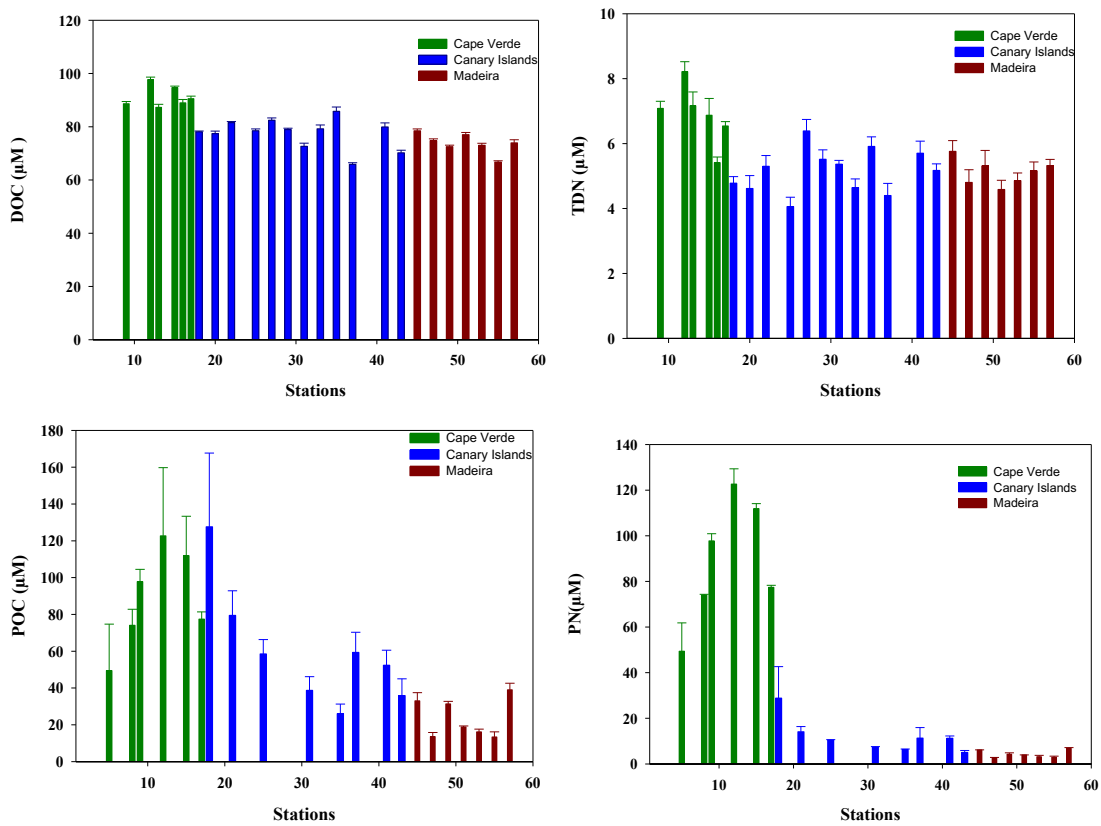 120
100
80
60
40
20
0
DOC (µM)
Cape Verde
Canary Islands
Madeira
10 20 30 40 50 60
Stations
10
8
6
4
2
0
TDN (µM)
Cape Verde
Canary Islands
Madeira
10 20 30 40 50 60
Stations
180
160
140
120
100
80
60
40
20
0
POC (µM)
Cape Verde
Canary Islands
Madeira
10 20 30 40 50 60
Stations
140
120
100
80
60
40
20
0
PN(µM)
Cape Verde
Canary Islands
Madeira
10 20 30 40 50 60
Stations